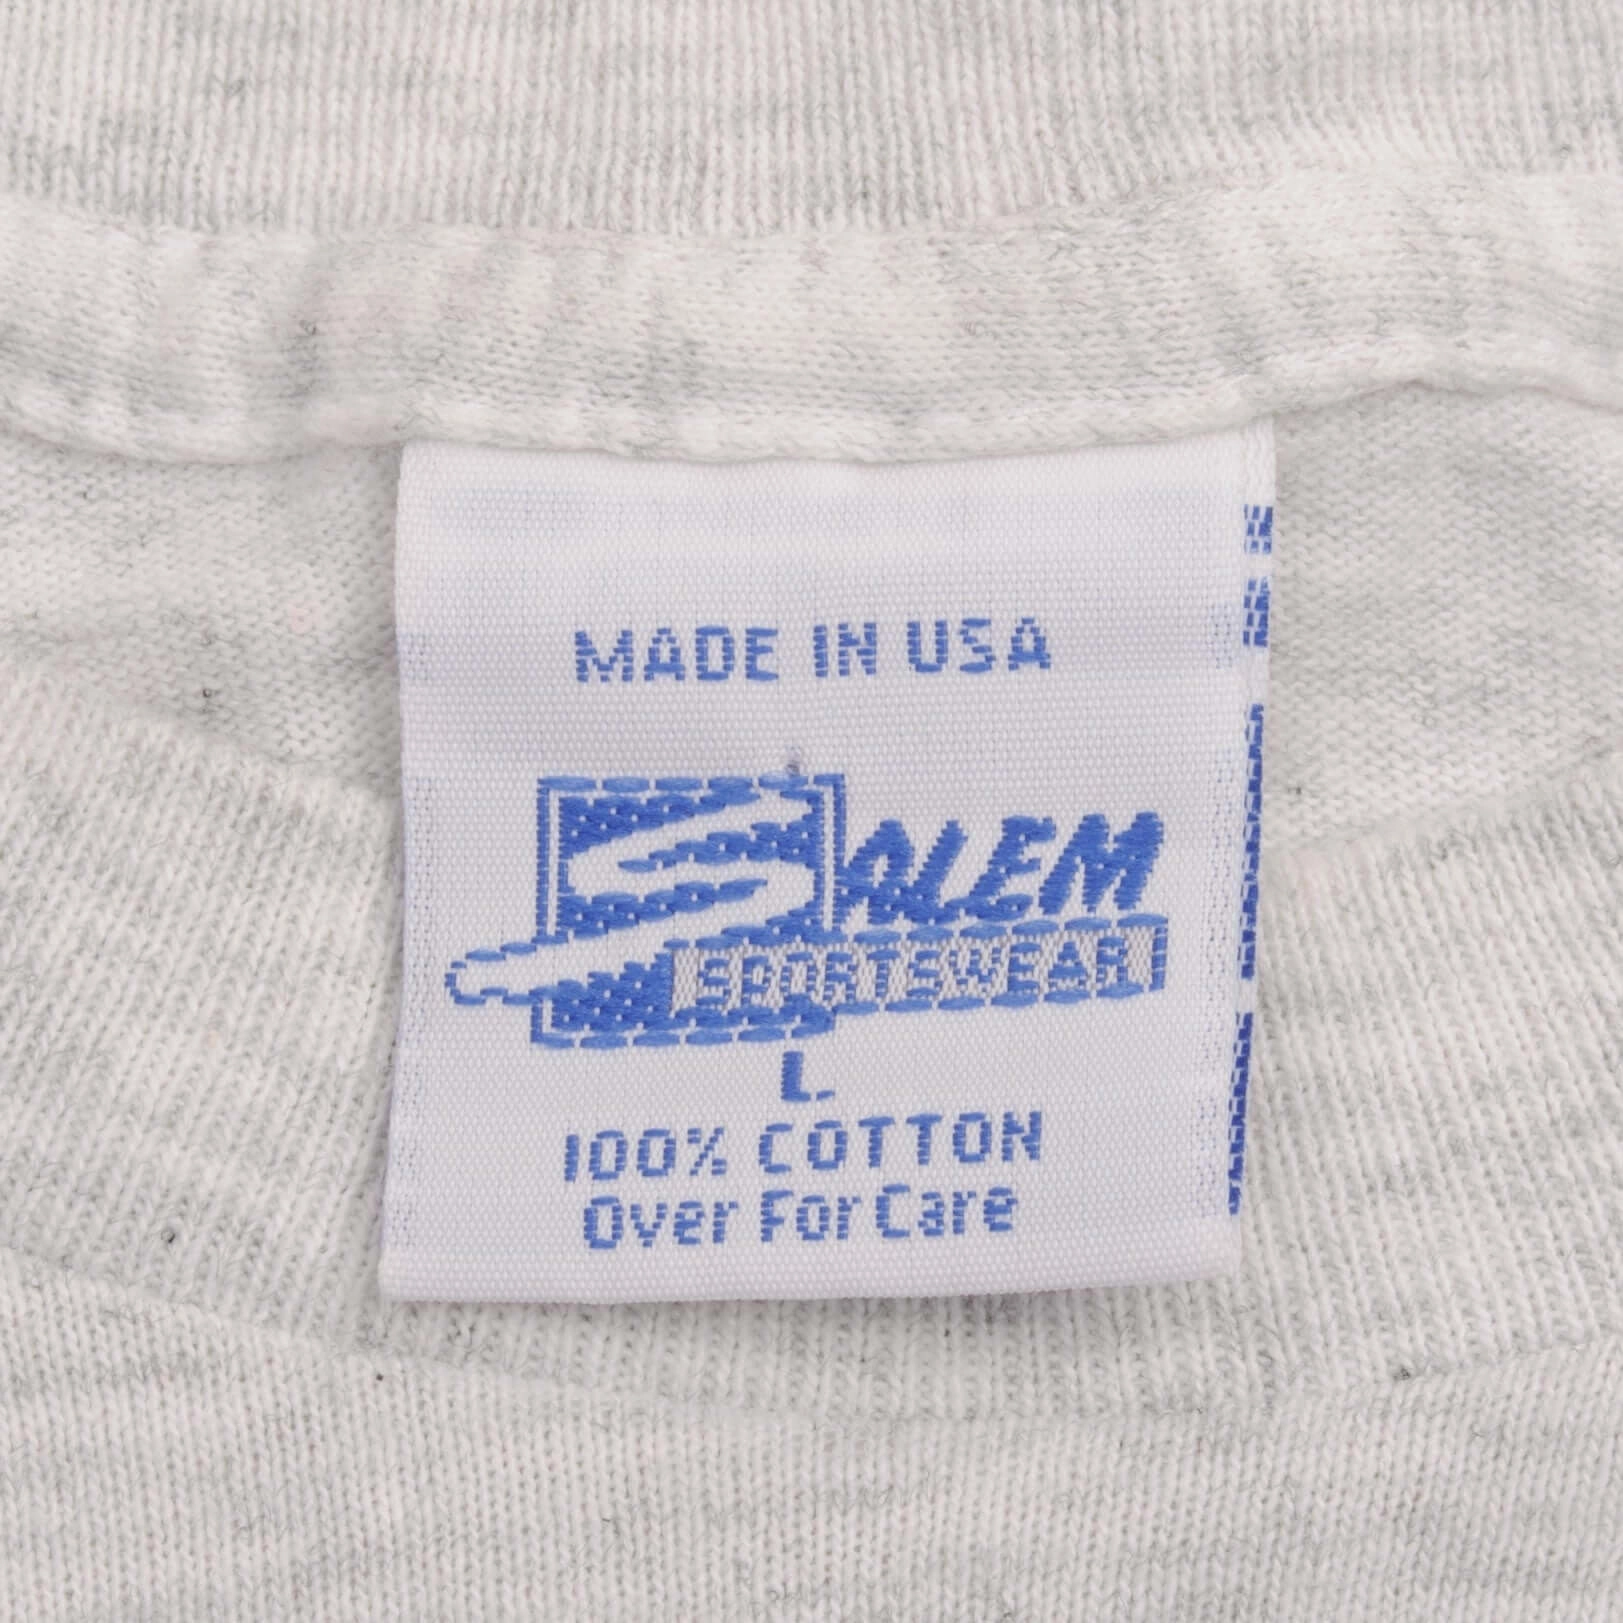 MADE IN USA
SALEM
SPORTSWEAR
L
100% COTTON
Over For Care